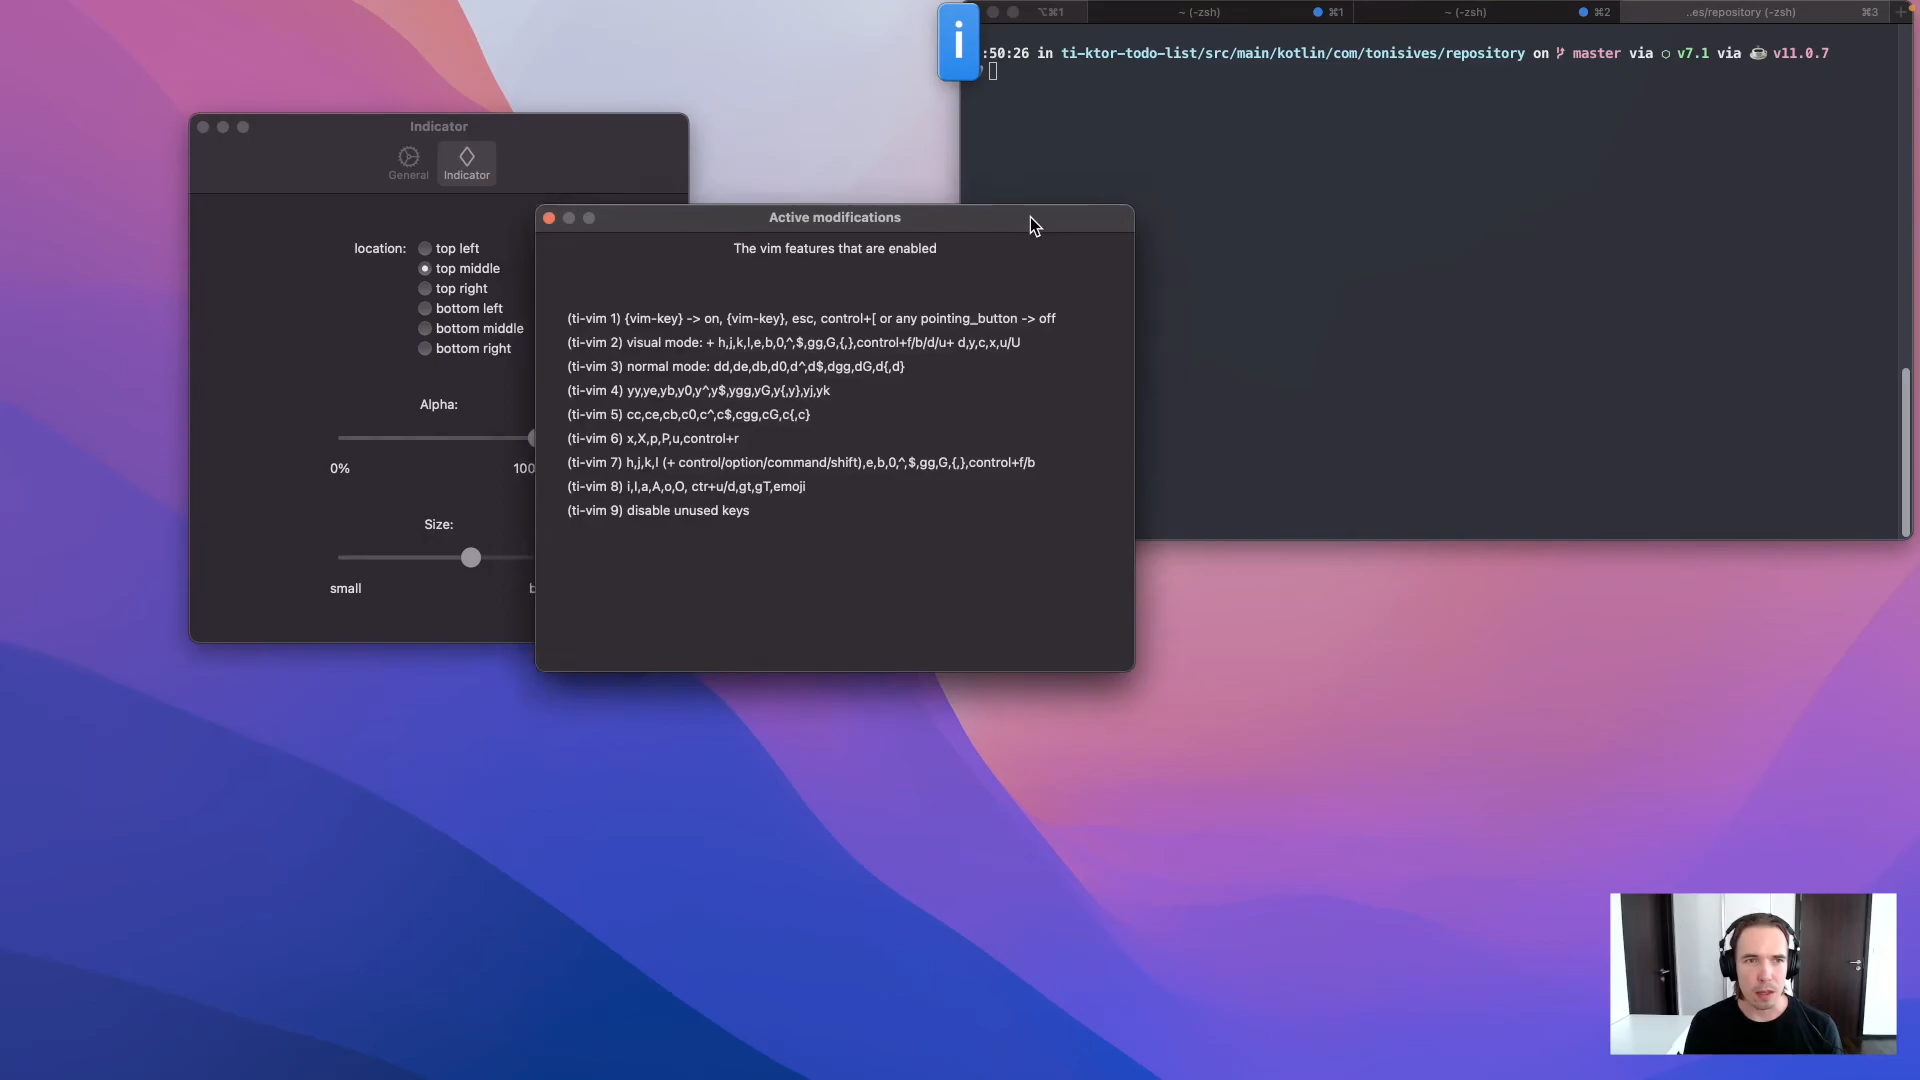 ⌥⌘1
~ (-zsh)
⌘1
~ (-zsh)
⌘2
..es/repository (-zsh)
⌘3
i
:50:26 in ti-ktor-todo-list/src/main/kotlin/com/tonisives/repository on master via v7.1 via v11.0.7
Indicator
General
Indicator
location:
top left
top middle
top right
bottom left
bottom middle
bottom right
Alpha:
0%
100
Size:
small
b
Active modifications
The vim features that are enabled
(ti-vim 1) {vim-key} -> on, {vim-key}, esc, control+[ or any pointing_button -> off
(ti-vim 2) visual mode: + h,j,k,l,e,b,0,^,$,gg,G,{,},control+f/b/d/u+ d,y,c,x,u/U
(ti-vim 3) normal mode: dd,de,db,d0,d^,d$,dgg,dG,d{,d}
(ti-vim 4) yy,ye,yb,y0,y^,y$,ygg,yG,y{,y},yj,yk
(ti-vim 5) cc,ce,cb,c0,c^,c$,cgg,cG,c{,c}
(ti-vim 6) x,X,p,P,u,control+r
(ti-vim 7) h,j,k,l (+ control/option/command/shift),e,b,0,^,$,gg,G,{,},control+f/b
(ti-vim 8) i,I,a,A,o,O, ctr+u/d,gt,gT,emoji
(ti-vim 9) disable unused keys